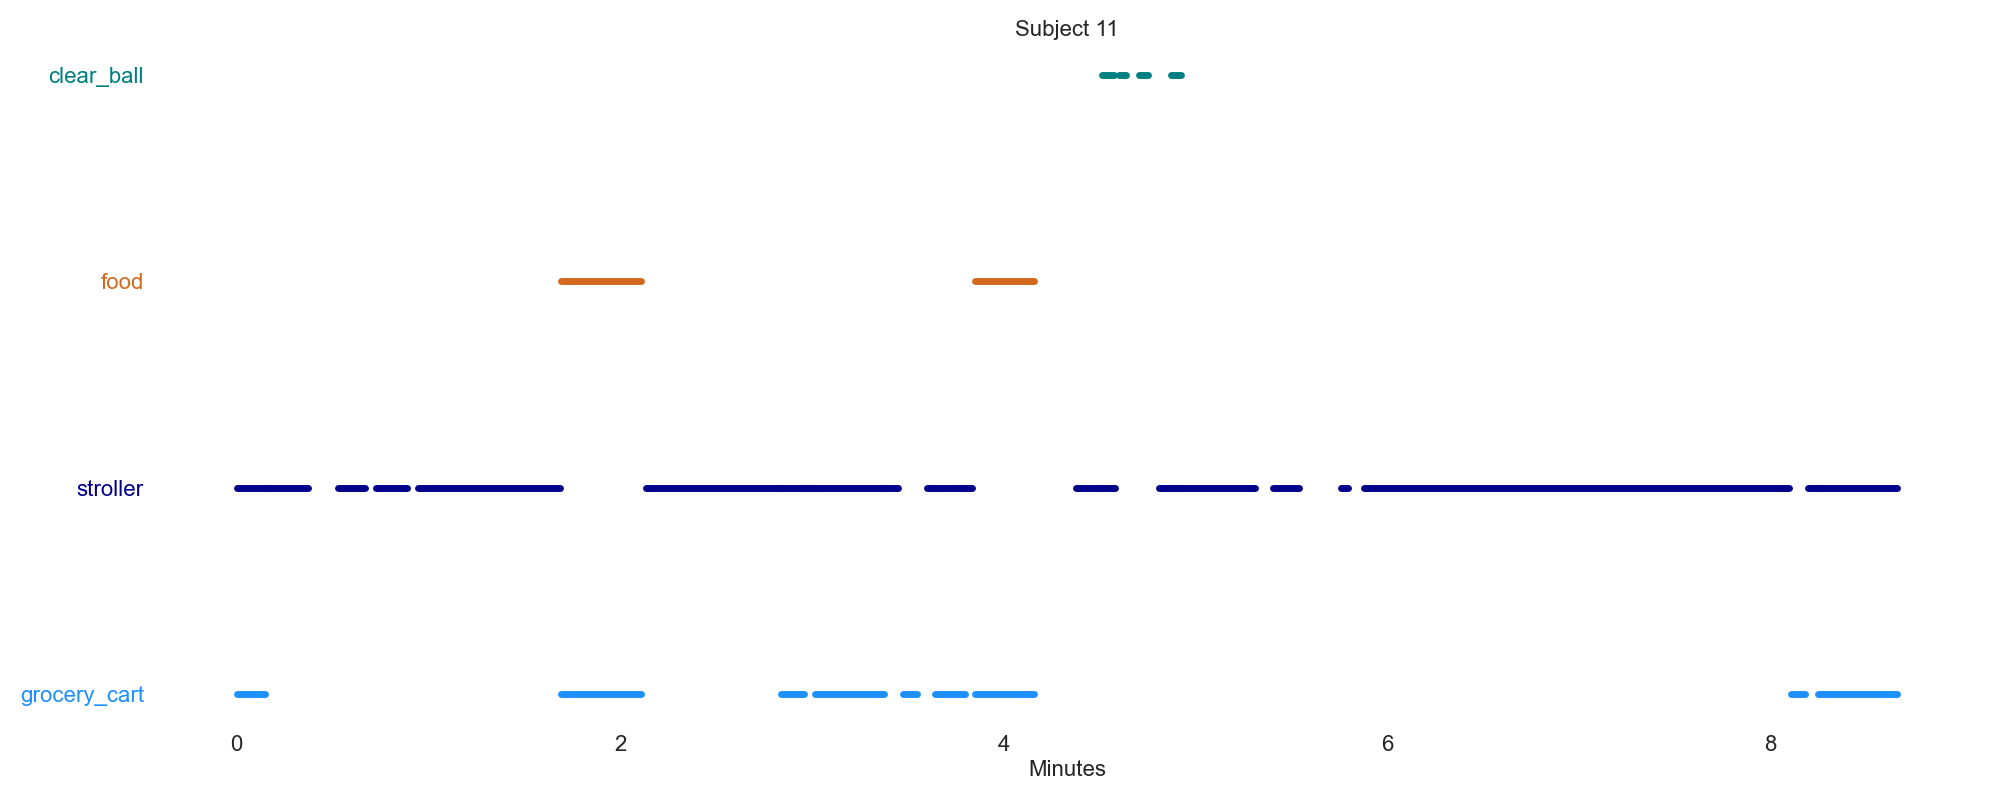 Subject 11
clear_ball
food
stroller
grocery_cart
0 2 4 6 8
Minutes